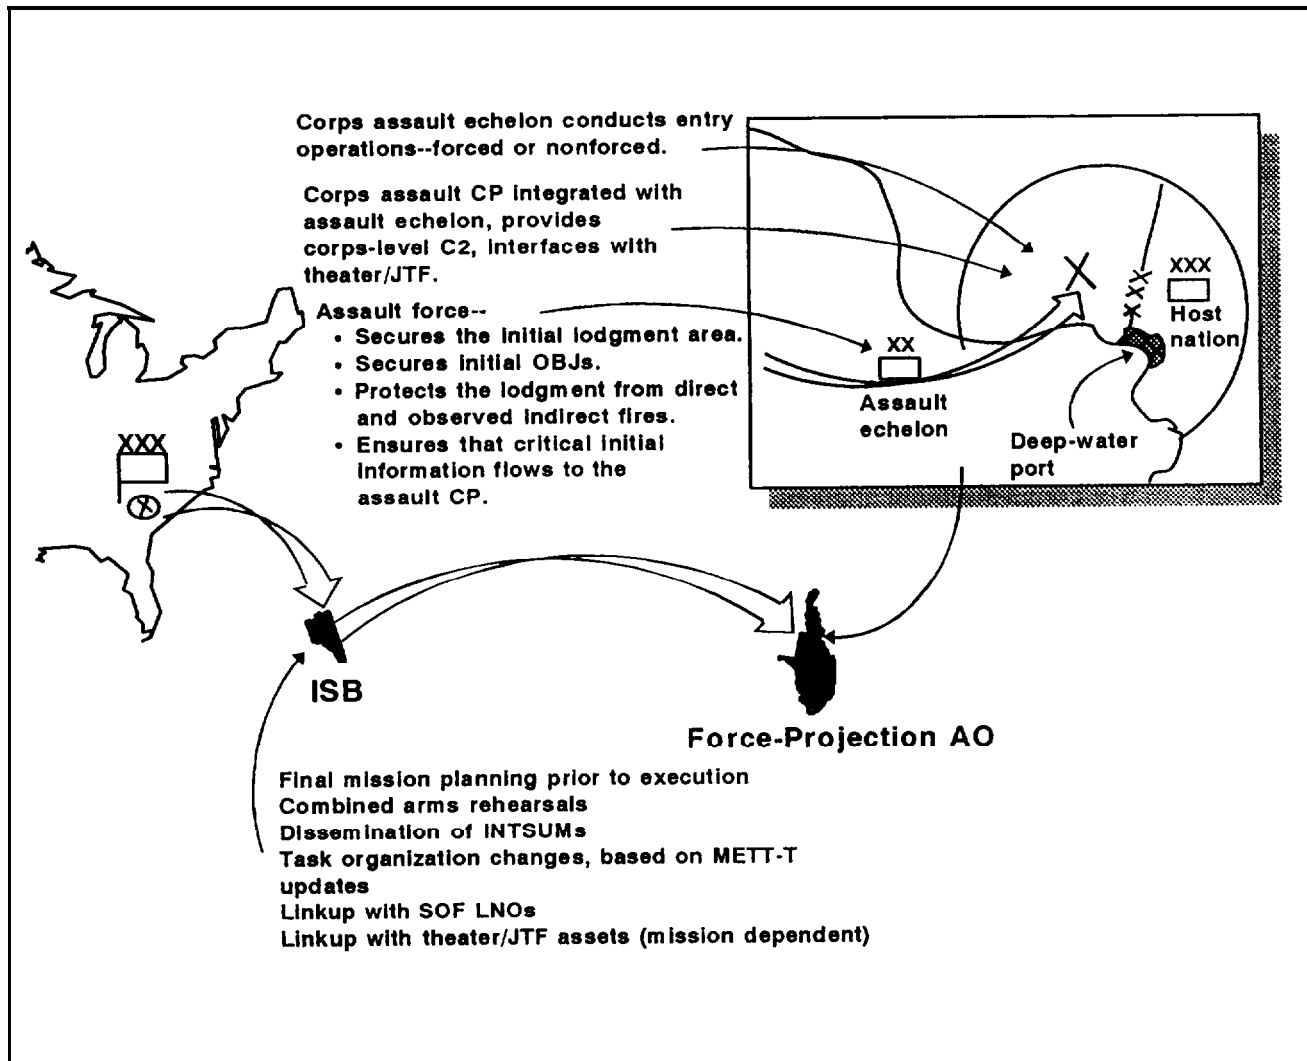 Corps assault echelon conducts entry
operations--forced or nonforced.
Corps assault CP integrated with
assault echelon, provides
corps-level C2, interfaces with
theater/JTF.
Assault force--
• Secures the initial lodgment area.
• Secures initial OBJs.
• Protects the lodgment from direct
and observed indirect fires.
• Ensures that critical initial
information flows to the
assault CP.
XXX
XXX
Host
nation
XXX
XX
Assault
echelon
Deep-water
port
ISB
Force-Projection AO
Final mission planning prior to execution
Combined arms rehearsals
Dissemination of INTSUMs
Task organization changes, based on METT-T
updates
Linkup with SOF LNOs
Linkup with theater/JTF assets (mission dependent)